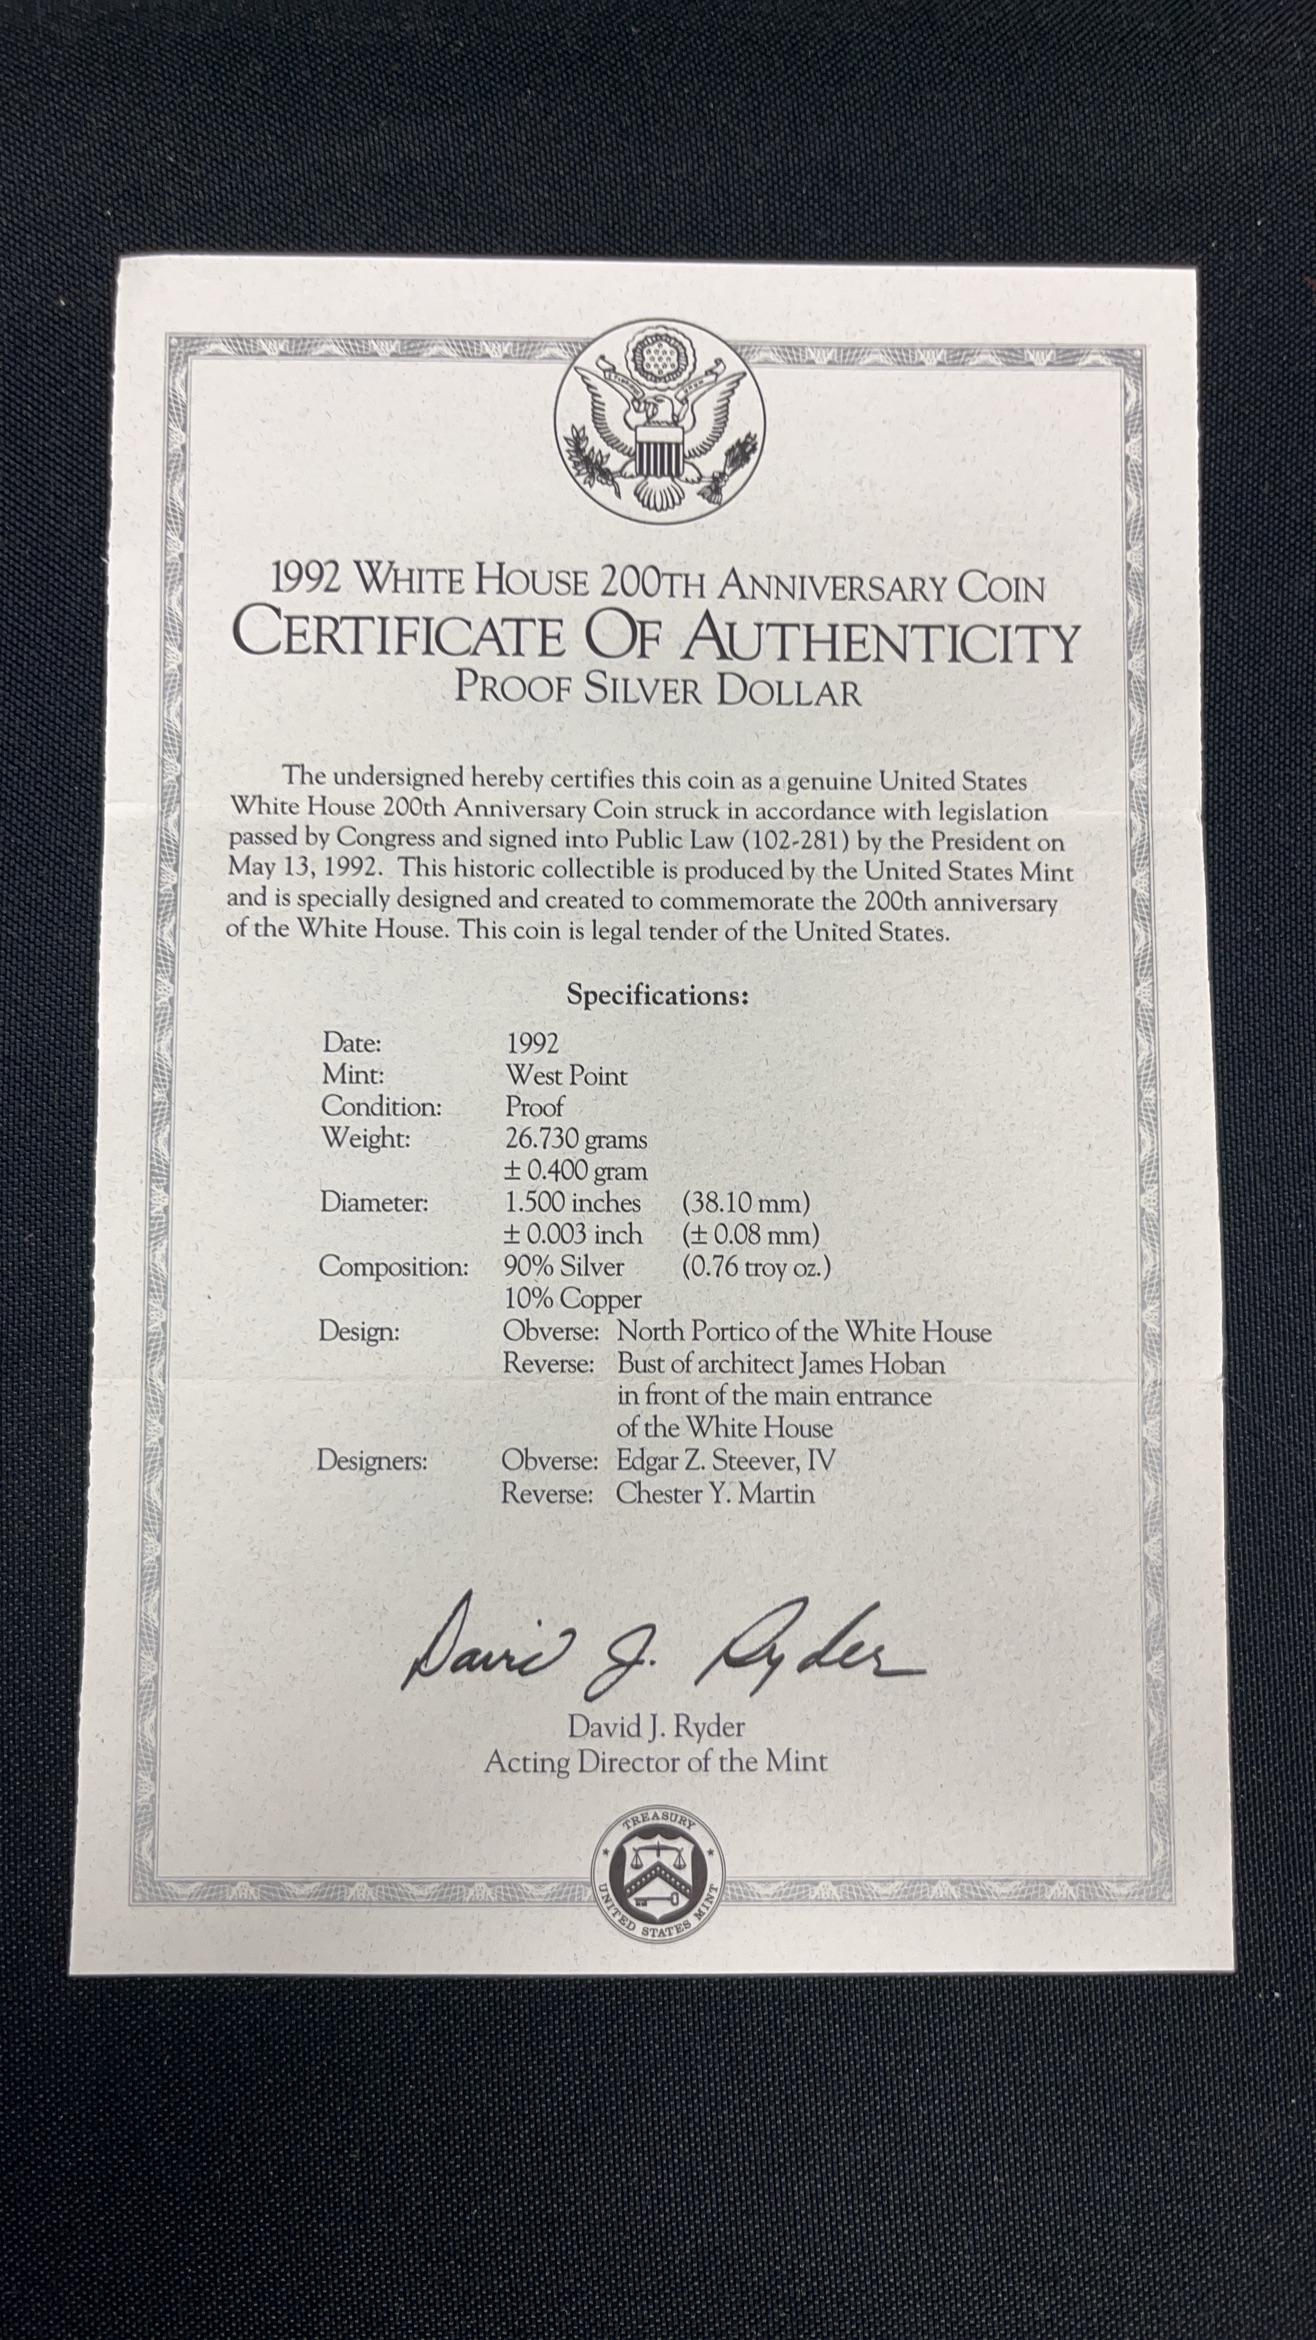 1992 WHITE HOUSE 200TH ANNIVERSARY COIN
CERTIFICATE OF AUTHENTICITY
PROOF SILVER DOLLAR
The undersigned hereby certifies this coin as a genuine United States
White House 200th Anniversary Coin struck in accordance with legislation
passed by Congress and signed into Public Law (102-281) by the President on
May 13, 1992. This historic collectible is produced by the United States Mint
and is specially designed and created to commemorate the 200th anniversary
of the White House. This coin is legal tender of the United States.
Specifications:
Date: 1992
Mint: West Point
Condition: Proof
Weight: 26.730 grams
± 0.400 gram
Diameter: 1.500 inches (38.10 mm)
± 0.003 inch (± 0.08 mm)
Composition: 90% Silver (0.76 troy oz.)
10% Copper
Design: Obverse: North Portico of the White House
Reverse: Bust of architect James Hoban
in front of the main entrance
of the White House
Designers: Obverse: Edgar Z. Steever, IV
Reverse: Chester Y. Martin
David J. Ryder
David J. Ryder
Acting Director of the Mint
TREASURY
UNITED STATES MINT